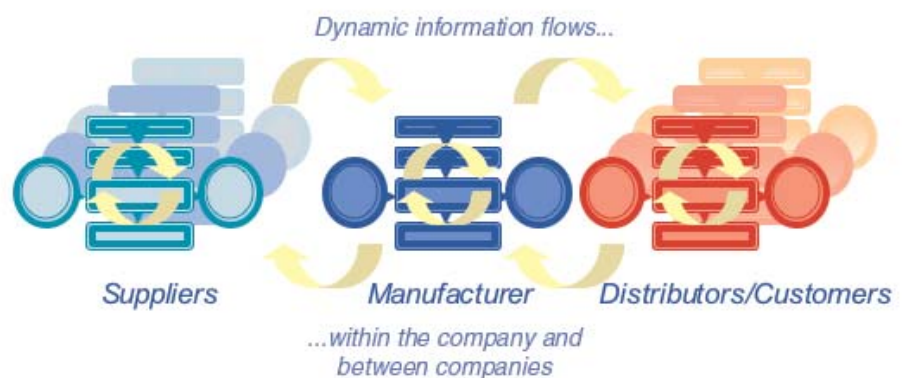 Dynamic information flows...
Suppliers
Manufacturer
Distributors/Customers
...within the company and
between companies